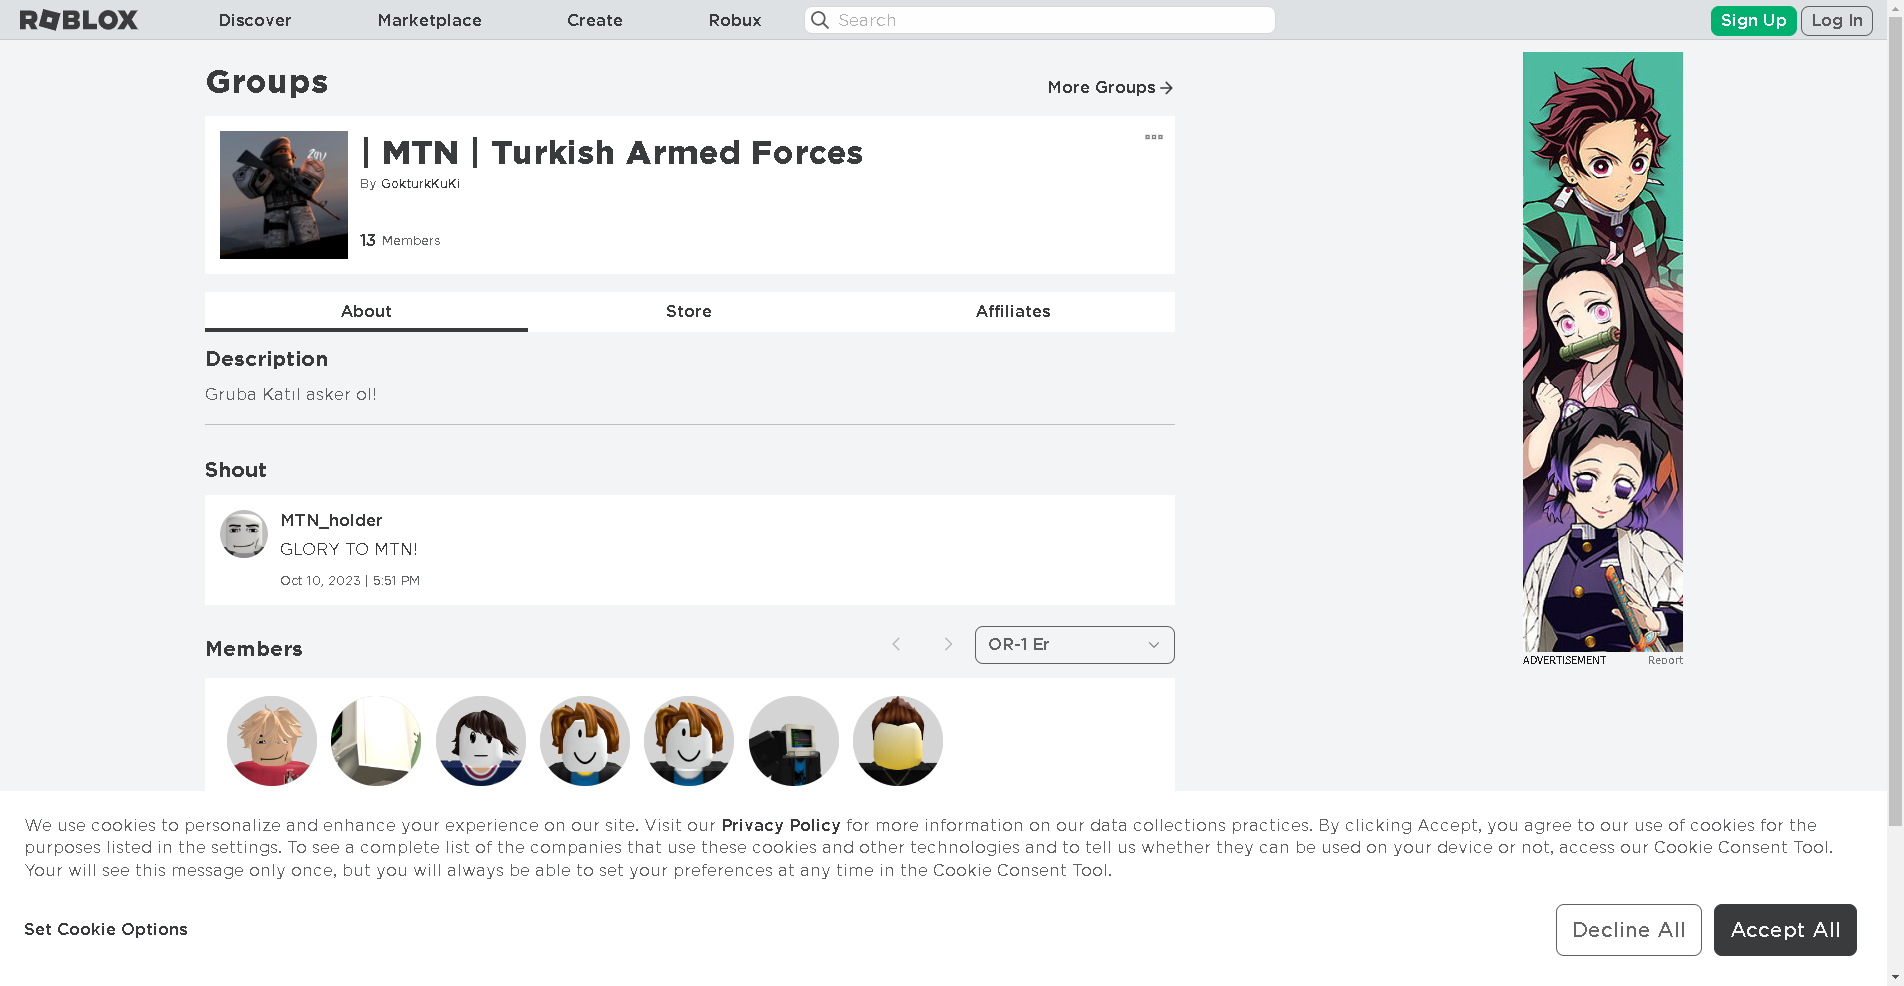 ROBLOX
Discover
Marketplace
Create
Robux
Search
Sign Up
Log In
Groups
More Groups
| MTN | Turkish Armed Forces
By GokturkKuKi
13 Members
About
Store
Affiliates
Description
Gruba Katıl asker ol!
Shout
MTN_holder
GLORY TO MTN!
Oct 10, 2023 | 5:51 PM
Members
OR-1 Er
ADVERTISEMENT
Report
We use cookies to personalize and enhance your experience on our site. Visit our Privacy Policy for more information on our data collections practices. By clicking Accept, you agree to our use of cookies for the
purposes listed in the settings. To see a complete list of the companies that use these cookies and other technologies and to tell us whether they can be used on your device or not, access our Cookie Consent Tool.
Your will see this message only once, but you will always be able to set your preferences at any time in the Cookie Consent Tool.
Set Cookie Options
Decline All
Accept All